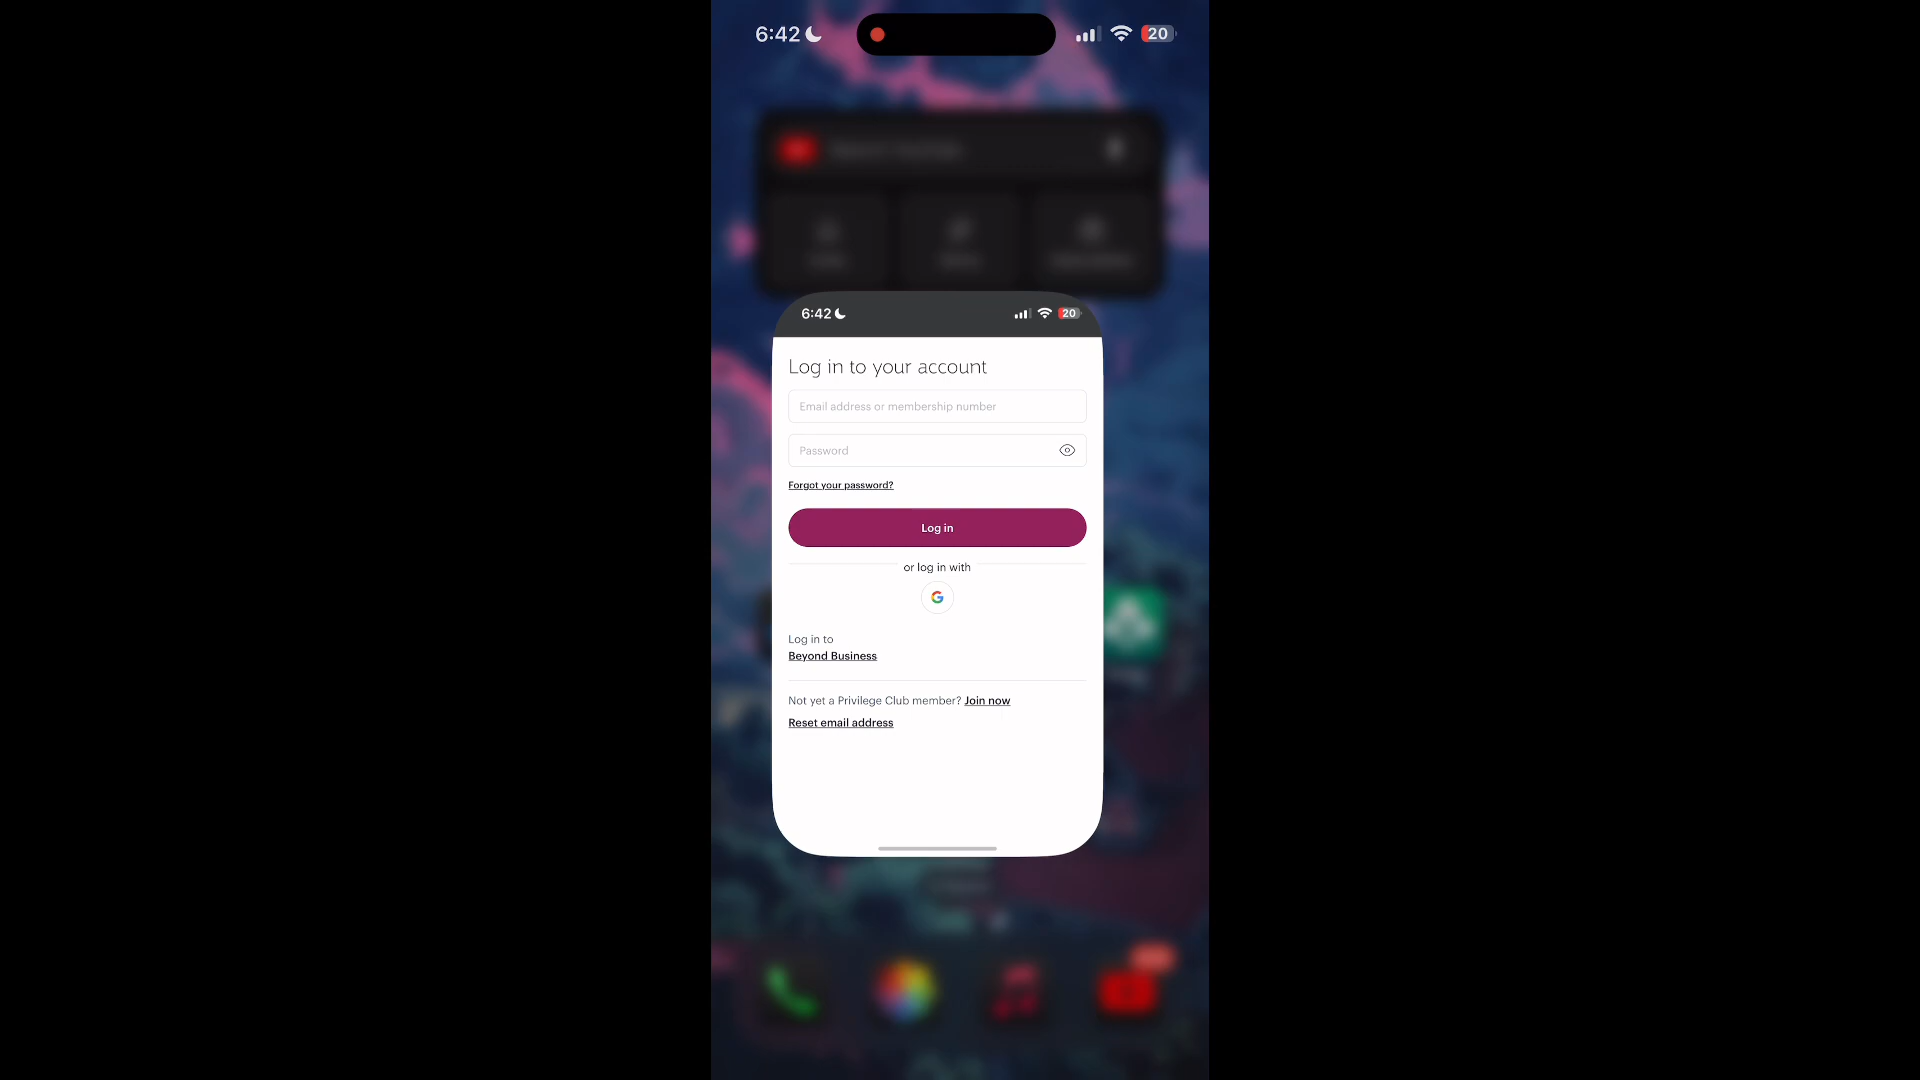 6:42
20
6:42
20
Log in to your account
Email address or membership number
Password
Forgot your password?
Log in
or log in with
Log in to
Beyond Business
Not yet a Privilege Club member? Join now
Reset email address